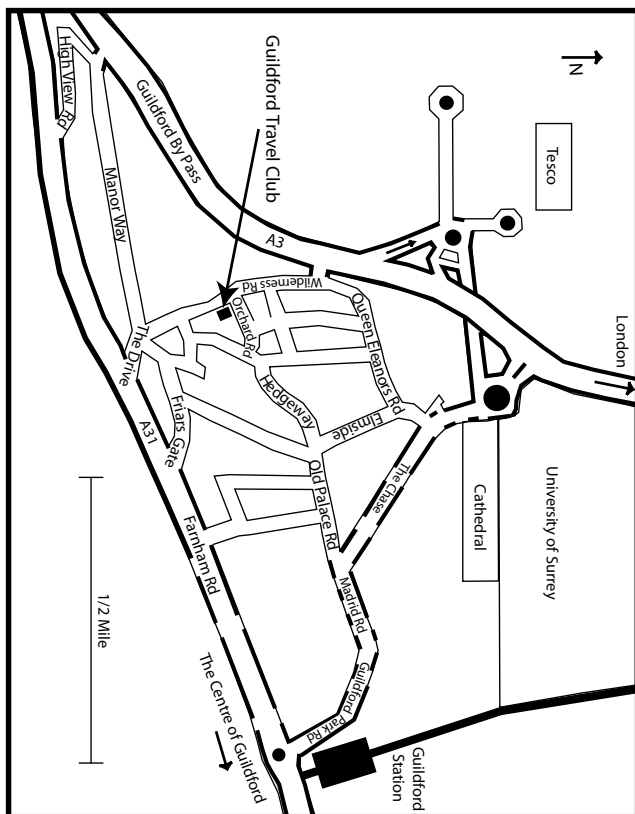 N
Tesco
London
University of Surrey
Cathedral
Guildford Travel Club
High View Rd
Guildford By Pass
Manor Way
A3
Wilderness Rd
Orchard Rd
Queen Eleanors Rd
Hedgeway
Elmside
The Drive
Friars Gate
A31
The Chase
Old Palace Rd
Madrid Rd
Guildford
Park Rd
Farnham Rd
1/2 Mile
The Centre of Guildford
Guildford
Station